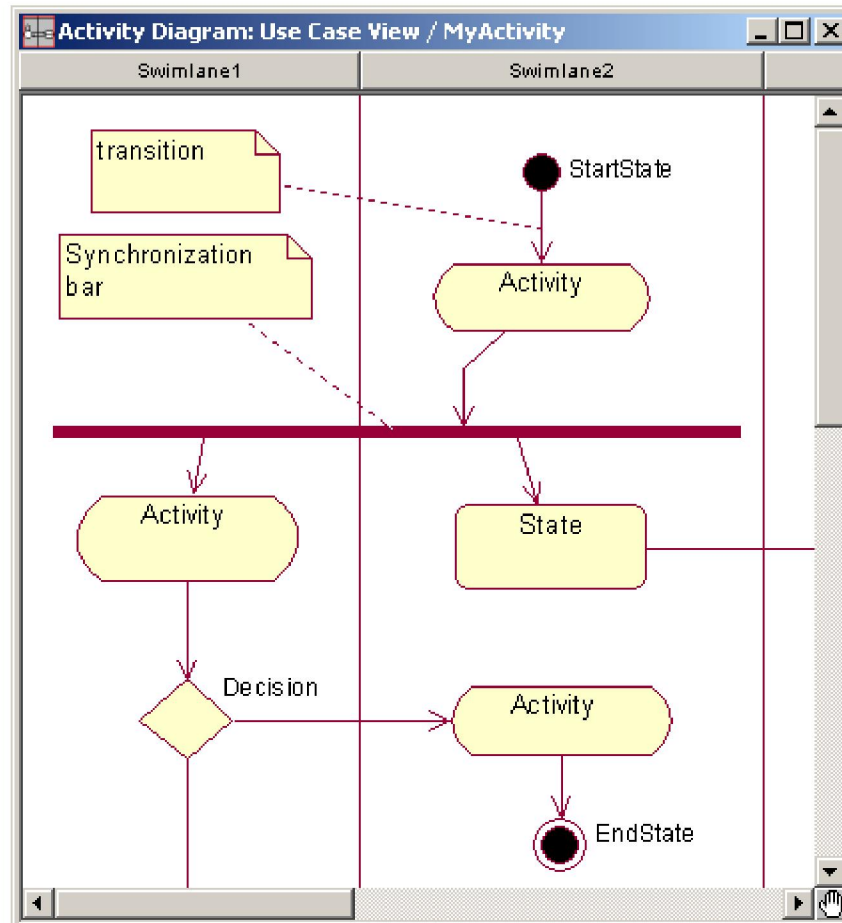 Activity Diagram: Use Case View / MyActivity
Swimlane1
Swimlane2
transition
StartState
Synchronization
bar
Activity
Activity
State
Decision
Activity
EndState